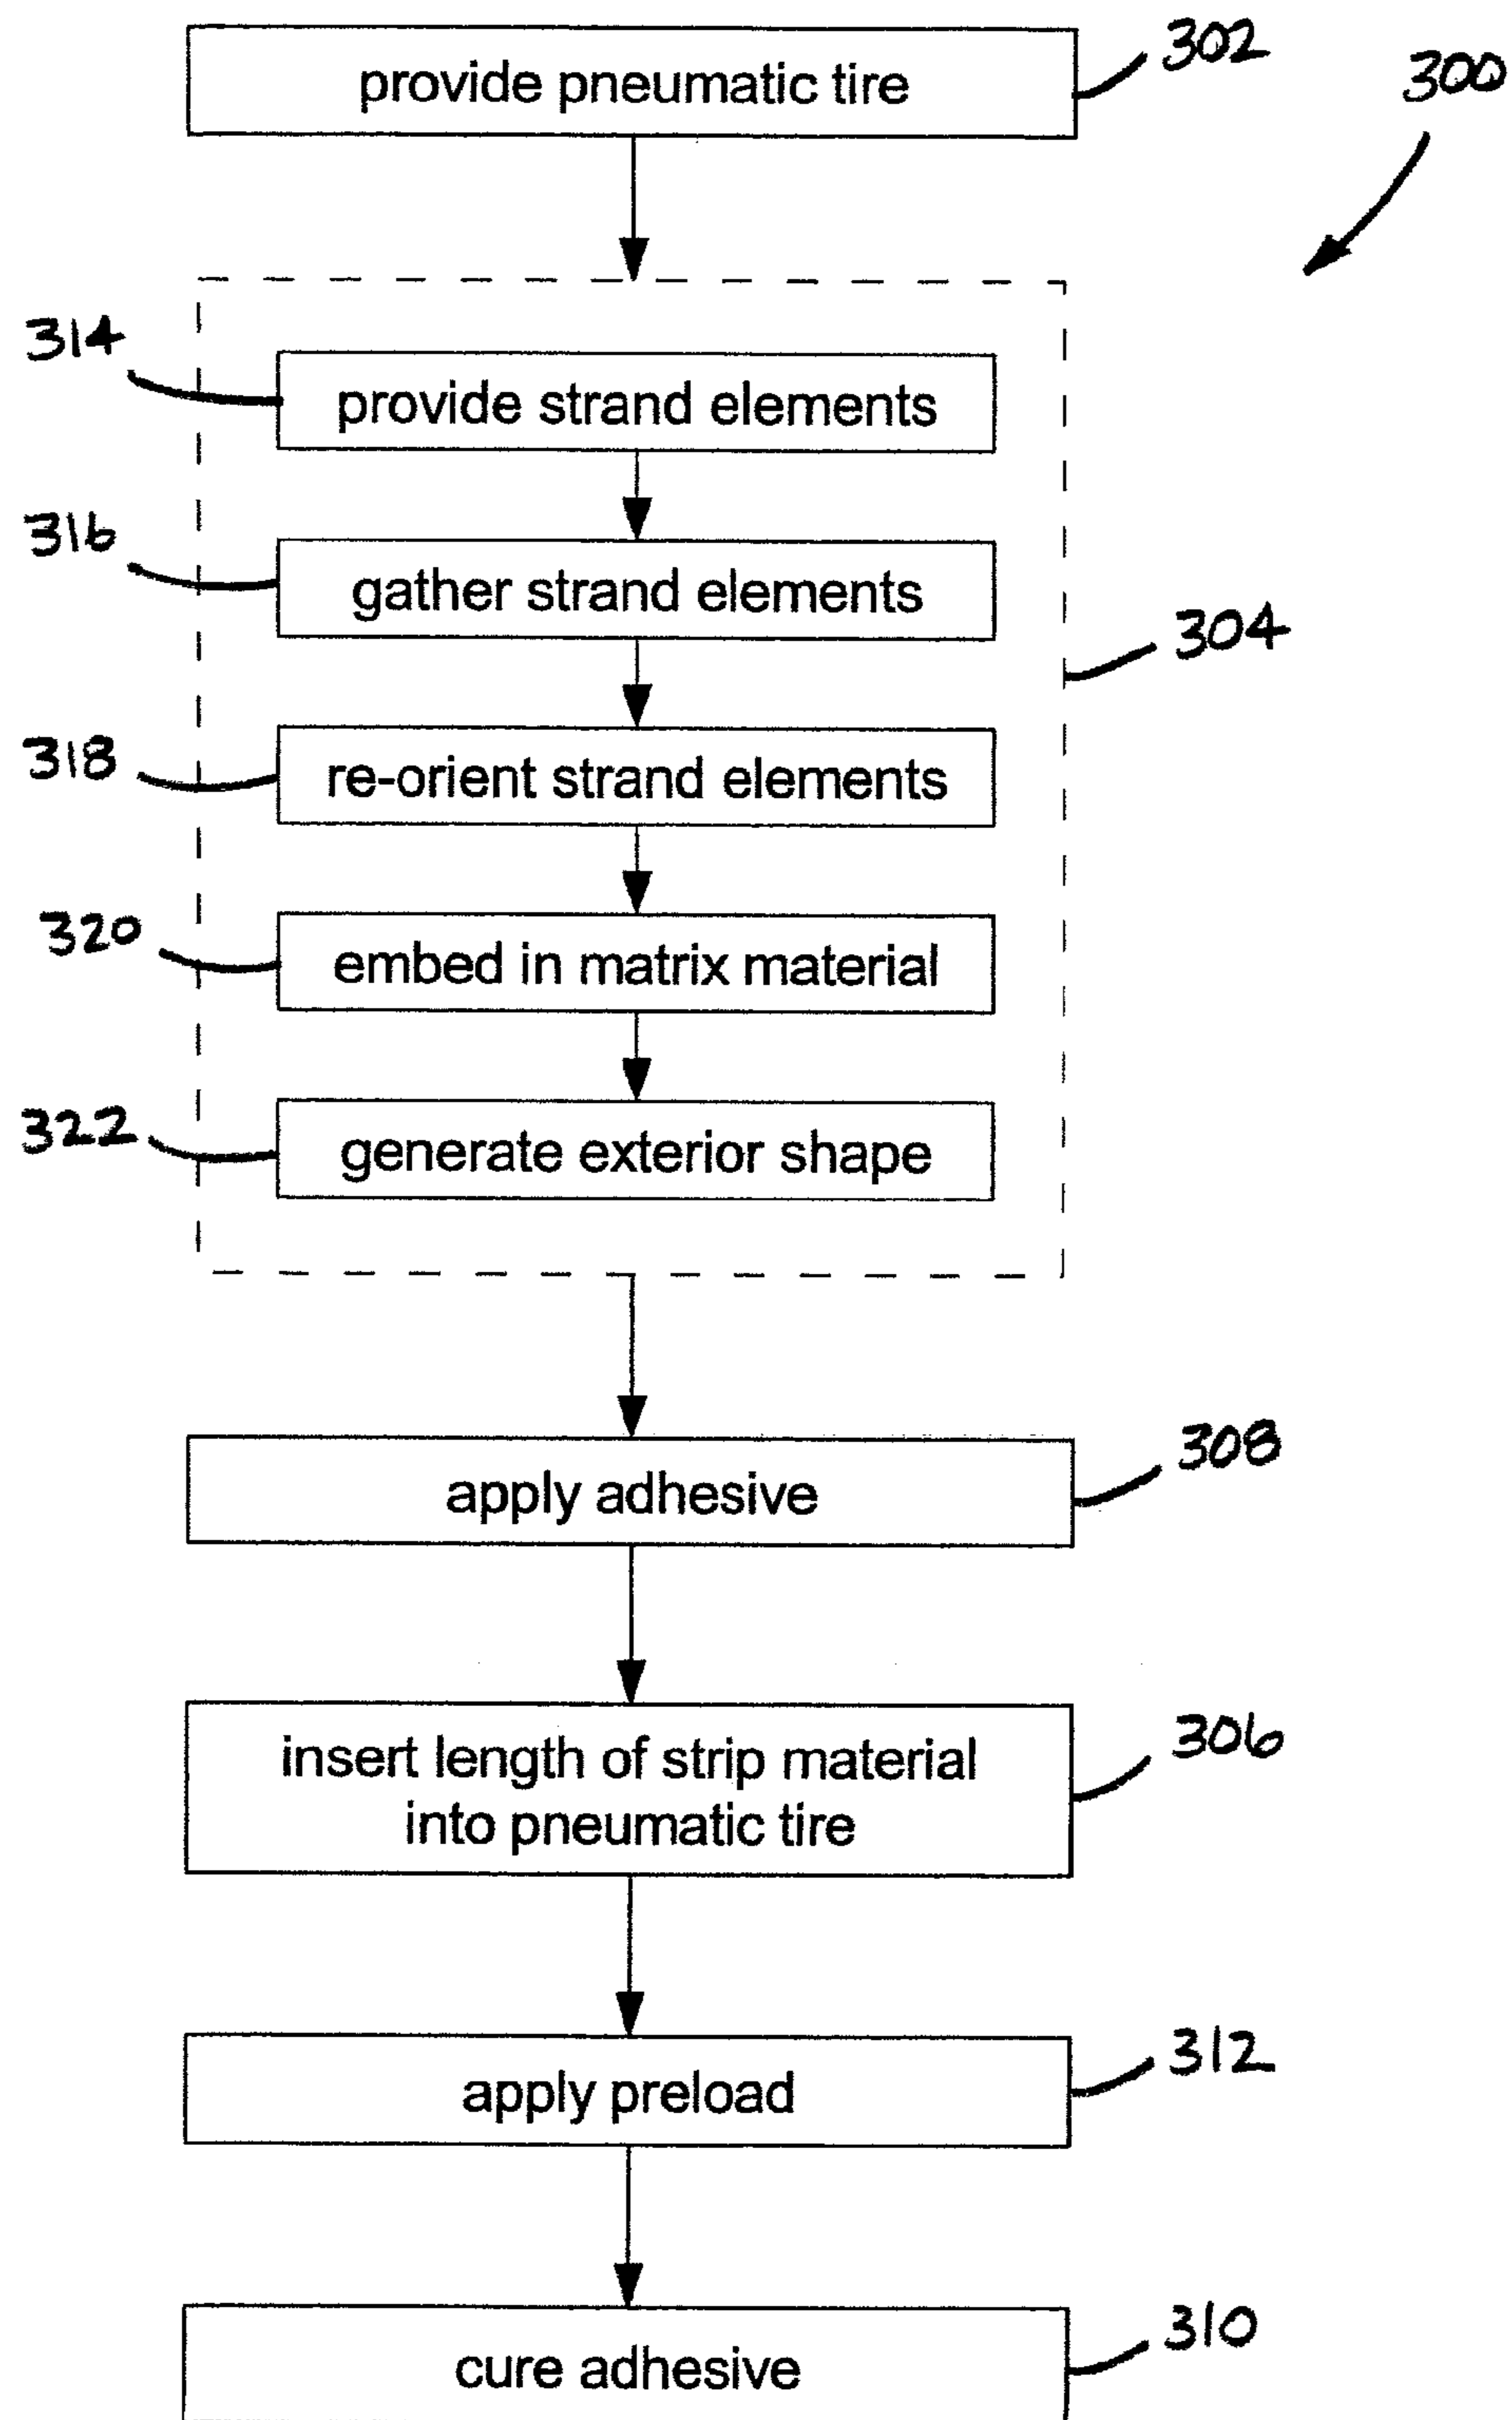 provide pneumatic tire
302
300
314
provide strand elements
316
gather strand elements
304
318
re-orient strand elements
320
embed in matrix material
322
generate exterior shape
308
apply adhesive
306
insert length of strip material
into pneumatic tire
312
apply preload
310
cure adhesive